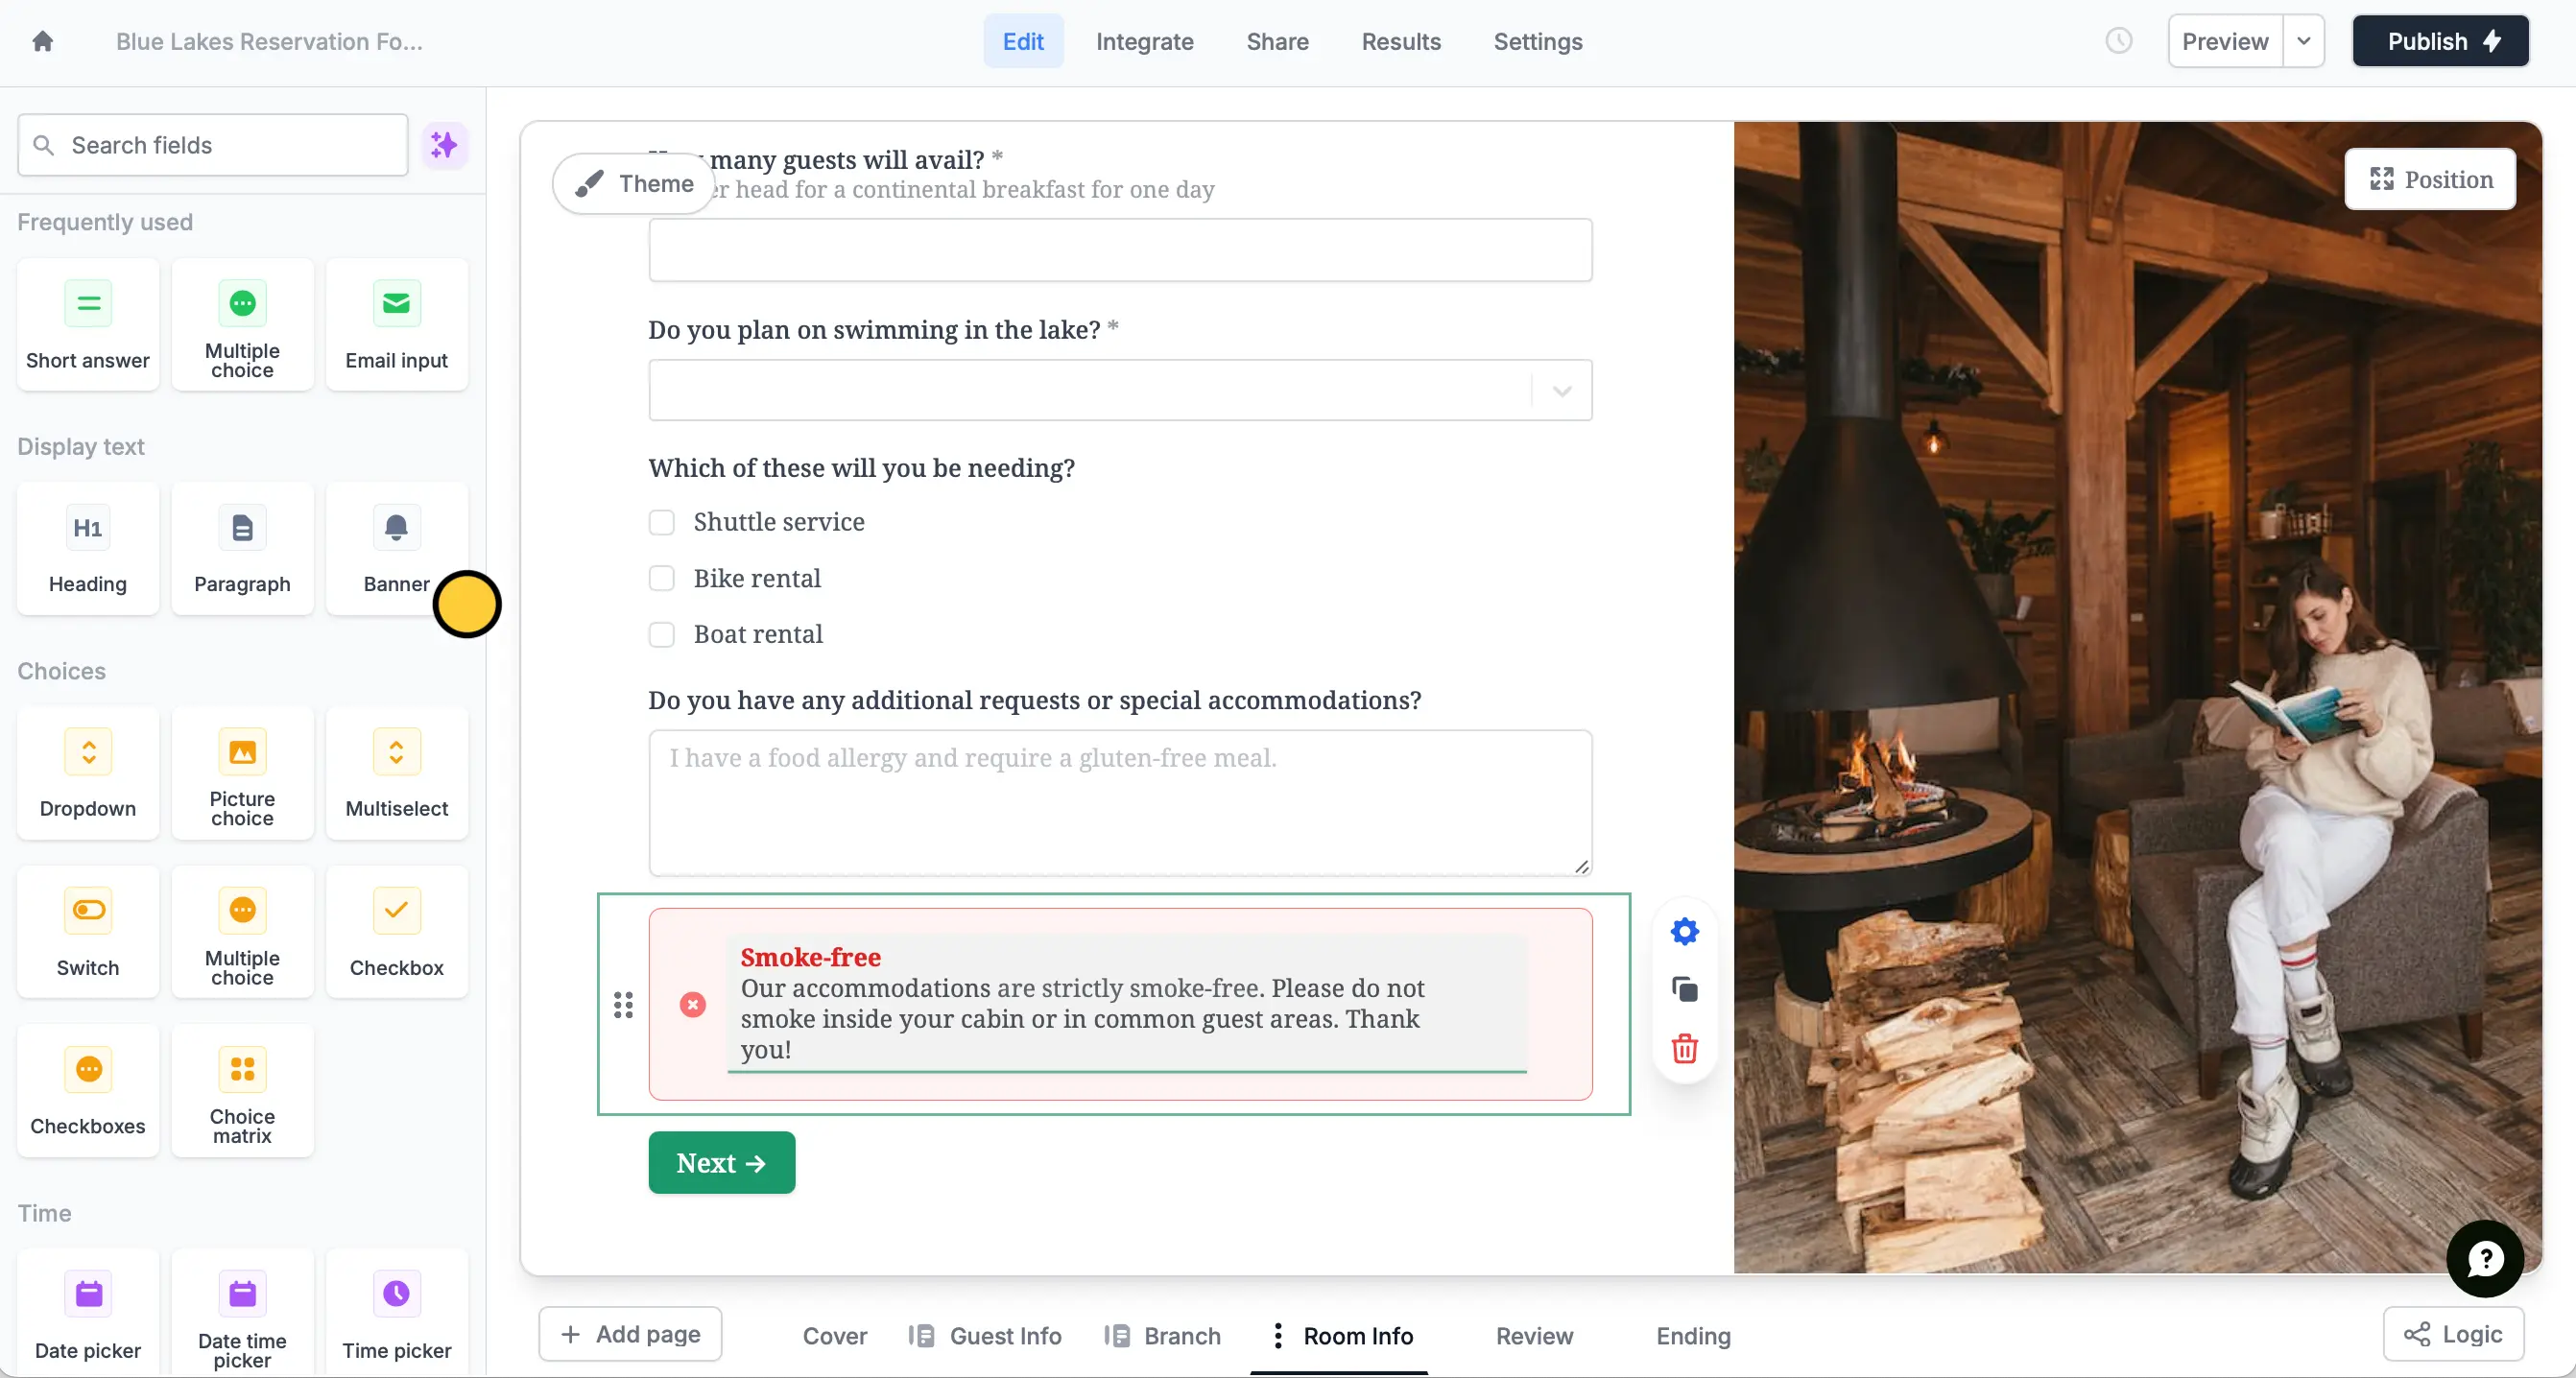 Blue Lakes Reservation Fo...
Edit
Integrate
Share
Results
Settings
Preview
Publish
Search fields
Frequently used
Short answer
Multiple
choice
Email input
Display text
H1
Heading
Paragraph
Banner
Choices
Dropdown
Picture
choice
Multiselect
Switch
Multiple
choice
Checkbox
Checkboxes
Choice
matrix
Time
Date picker
Date time
picker
Time picker
Theme
many guests will avail? *
er head for a continental breakfast for one day
Do you plan on swimming in the lake? *
Which of these will you be needing?
Shuttle service
Bike rental
Boat rental
Do you have any additional requests or special accommodations?
I have a food allergy and require a gluten-free meal.
Smoke-free
Our accommodations are strictly smoke-free. Please do not
smoke inside your cabin or in common guest areas. Thank
you!
Next →
Position
+ Add page
Cover
Guest Info
Branch
Room Info
Review
Ending
Logic